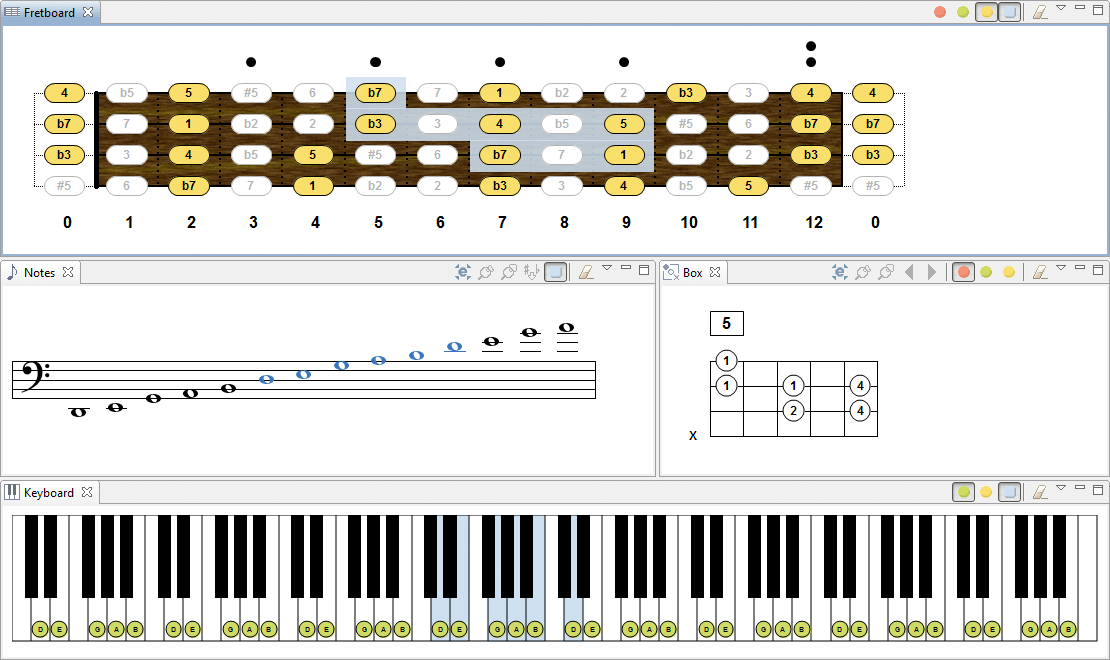 Fretboard
4 b5 5 #5 6 b7 7 1 b2 2 b3 3 4 4
b7 7 1 b2 2 b3 3 4 b5 5 #5 6 b7 b7
b3 3 4 b5 5 #5 6 b7 7 1 b2 2 b3 b3
#5 6 b7 7 1 b2 2 b3 3 4 b5 5 #5 #5
0 1 2 3 4 5 6 7 8 9 10 11 12 0
Notes
Box
5
1
1 1 4
2 4
X
Keyboard
D E G A B D E G A B D E G A B D E G A B D E G A B D E G A B D E G A B D E G A B